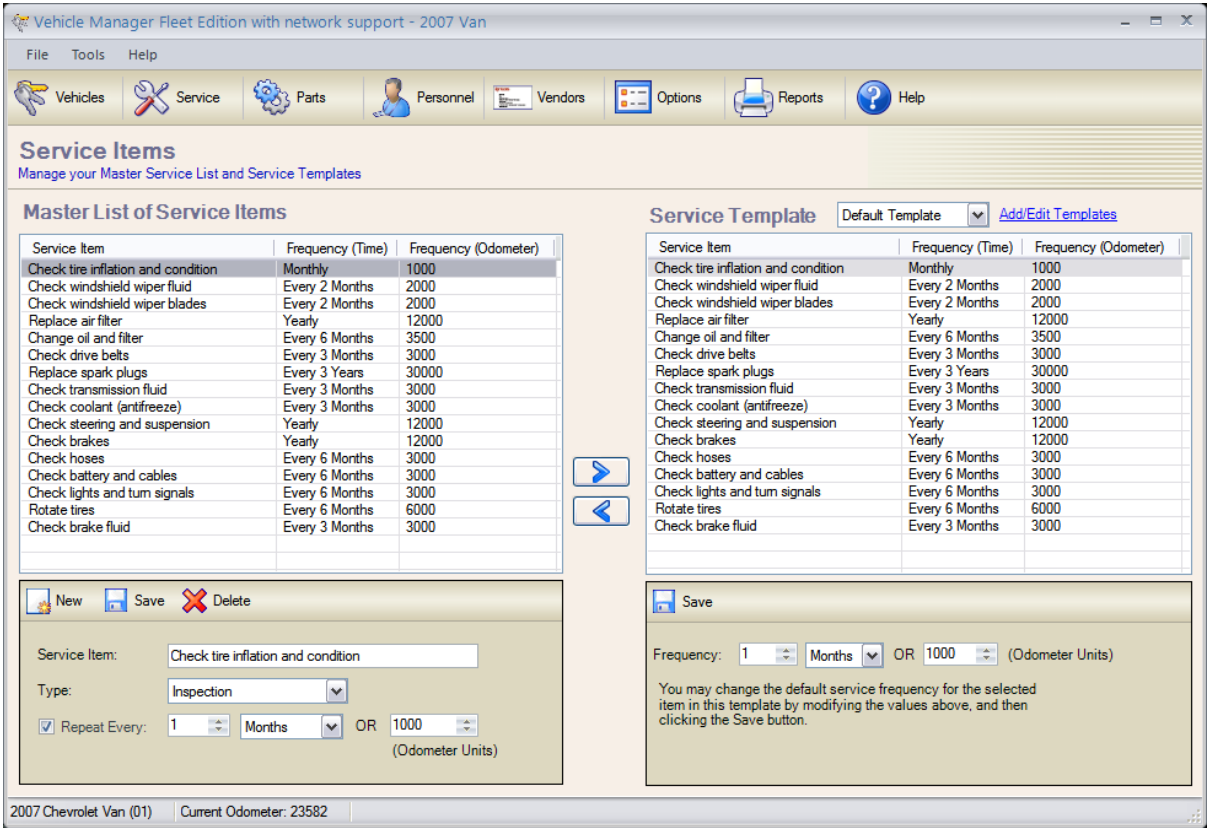 Vehicle Manager Fleet Edition with network support - 2007 Van
File Tools Help
Vehicles Service Parts Personnel Vendors Options Reports Help
Service Items
Manage your Master Service List and Service Templates
Master List of Service Items
Service Item Frequency (Time) Frequency (Odometer)
Check tire inflation and condition Monthly 1000
Check windshield wiper fluid Every 2 Months 2000
Check windshield wiper blades Every 2 Months 2000
Replace air filter Yearly 12000
Change oil and filter Every 6 Months 3500
Check drive belts Every 3 Months 3000
Replace spark plugs Every 3 Years 30000
Check transmission fluid Every 3 Months 3000
Check coolant (antifreeze) Every 3 Months 3000
Check steering and suspension Yearly 12000
Check brakes Yearly 12000
Check hoses Every 6 Months 3000
Check battery and cables Every 6 Months 3000
Check lights and turn signals Every 6 Months 3000
Rotate tires Every 6 Months 6000
Check brake fluid Every 3 Months 3000
New Save Delete
Service Item: Check tire inflation and condition
Type: Inspection
Repeat Every: 1 Months OR 1000
(Odometer Units)
Service Template Default Template Add/Edit Templates
Service Item Frequency (Time) Frequency (Odometer)
Check tire inflation and condition Monthly 1000
Check windshield wiper fluid Every 2 Months 2000
Check windshield wiper blades Every 2 Months 2000
Replace air filter Yearly 12000
Change oil and filter Every 6 Months 3500
Check drive belts Every 3 Months 3000
Replace spark plugs Every 3 Years 30000
Check transmission fluid Every 3 Months 3000
Check coolant (antifreeze) Every 3 Months 3000
Check steering and suspension Yearly 12000
Check brakes Yearly 12000
Check hoses Every 6 Months 3000
Check battery and cables Every 6 Months 3000
Check lights and turn signals Every 6 Months 3000
Rotate tires Every 6 Months 6000
Check brake fluid Every 3 Months 3000
Save
Frequency: 1 Months OR 1000 (Odometer Units)
You may change the default service frequency for the selected
item in this template by modifying the values above, and then
clicking the Save button.
2007 Chevrolet Van (01) Current Odometer: 23582